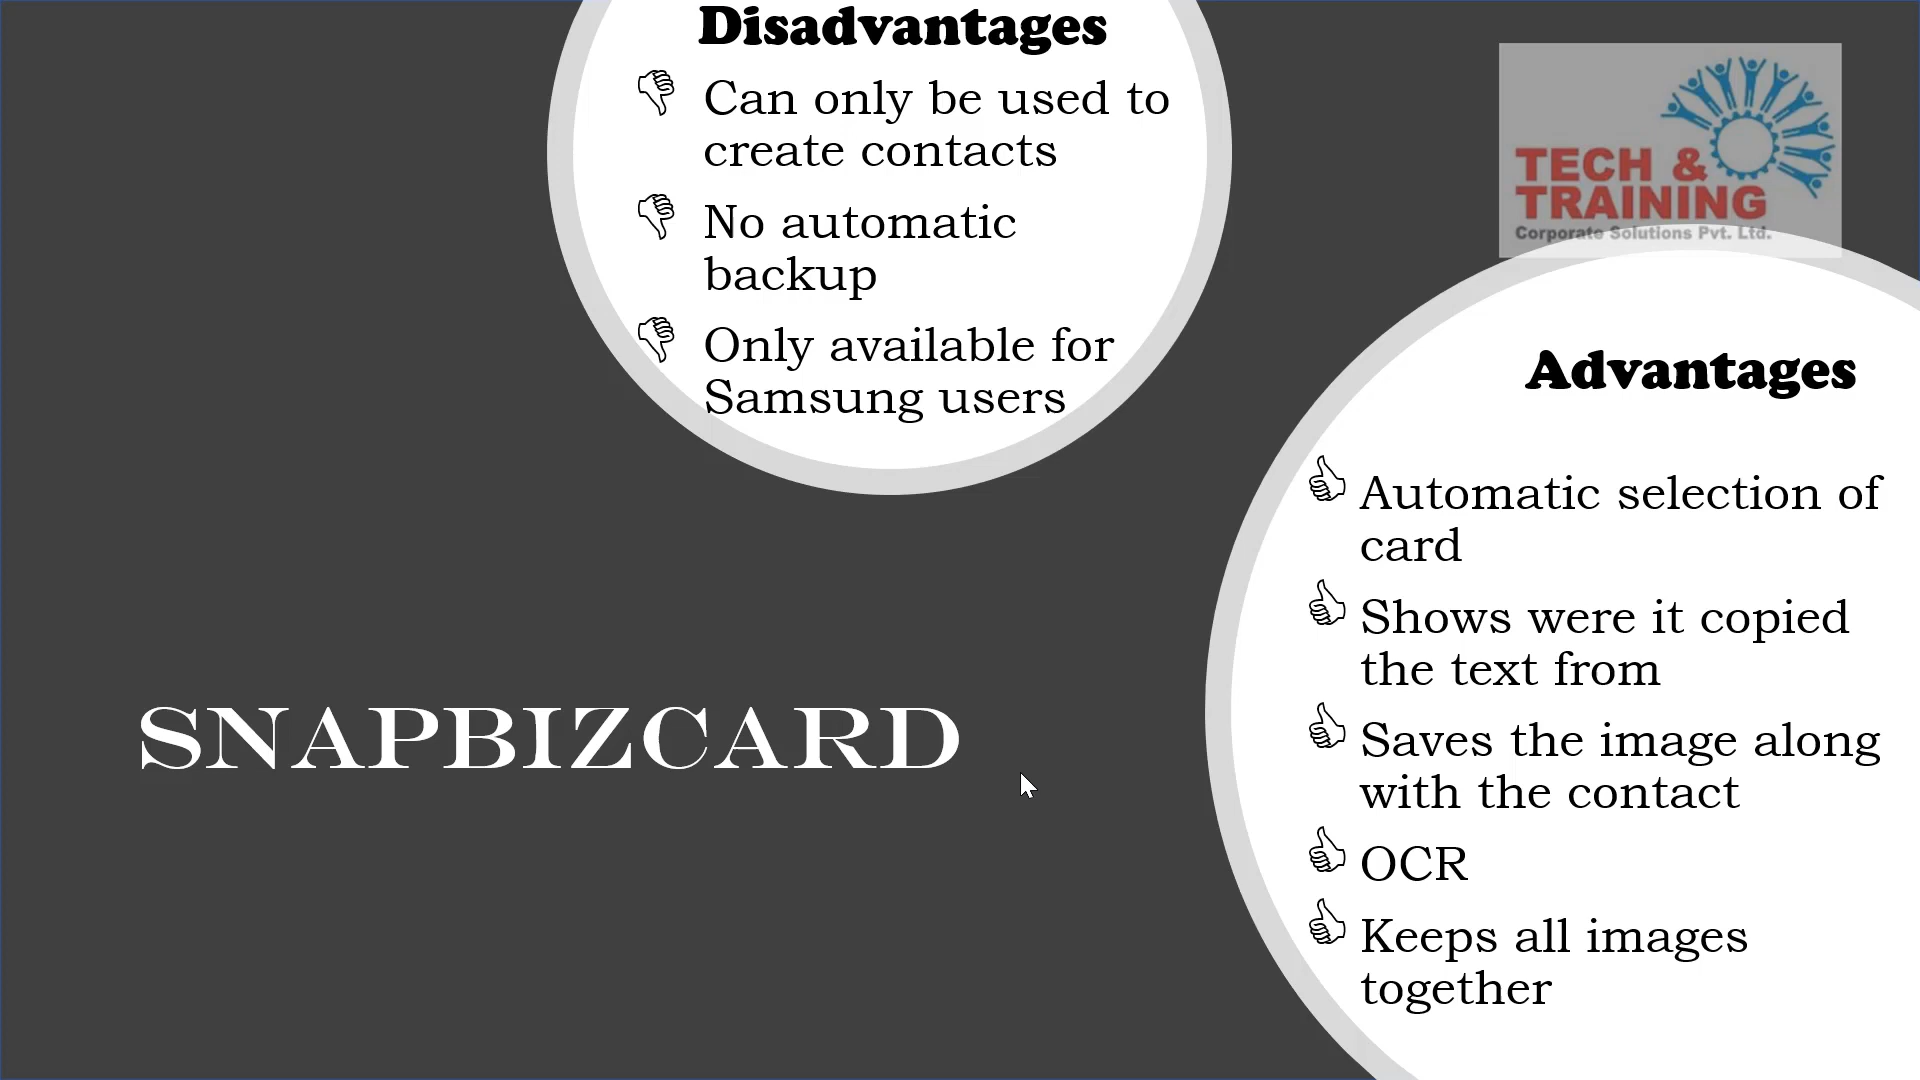 Disadvantages
Can only be used to
create contacts
No automatic
backup
Only available for
Samsung users
TECH &
TRAINING
Corporate Solutions Pvt. Ltd.
Advantages
Automatic selection of
card
Shows were it copied
the text from
Saves the image along
with the contact
OCR
Keeps all images
together
SNAPBIZCARD